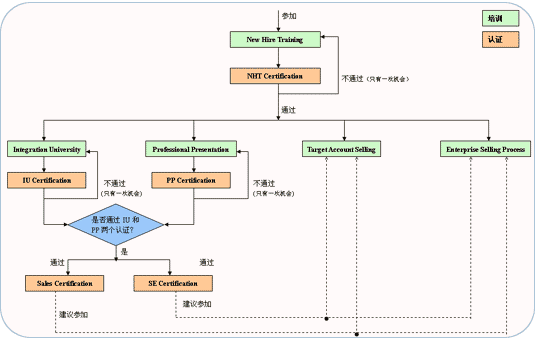 参加
培训
New Hire Training
认证
NHT Certification
不通过（只有一次机会）
通过
Integration University
Professional Presentation
Target Account Selling
Enterprise Selling Process
IU Certification
不通过
(只有一次机会)
PP Certification
不通过
(只有一次机会)
是否通过 IU 和
PP 两个认证?
是
通过
通过
Sales Certification
SE Certification
建议参加
建议参加